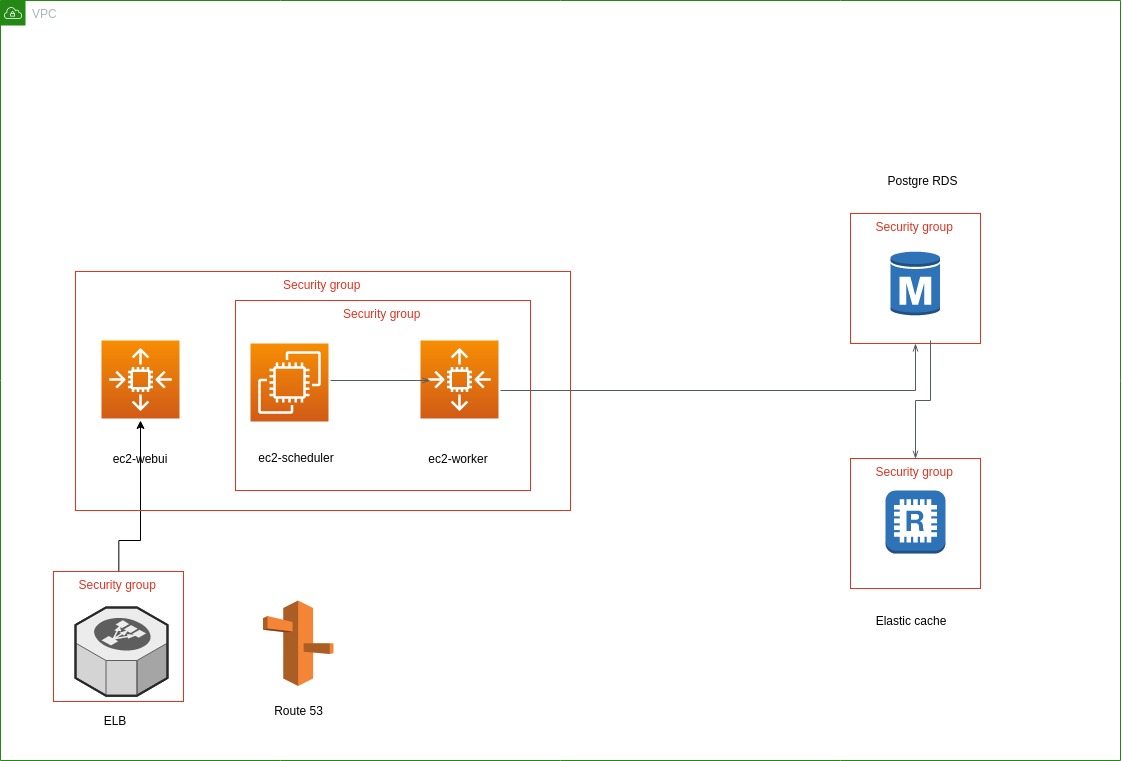 VPC
Postgre RDS
Security group
M
Security group
Security group
ec2-webui
ec2-scheduler
ec2-worker
Security group
R
Elastic cache
Security group
ELB
Route 53